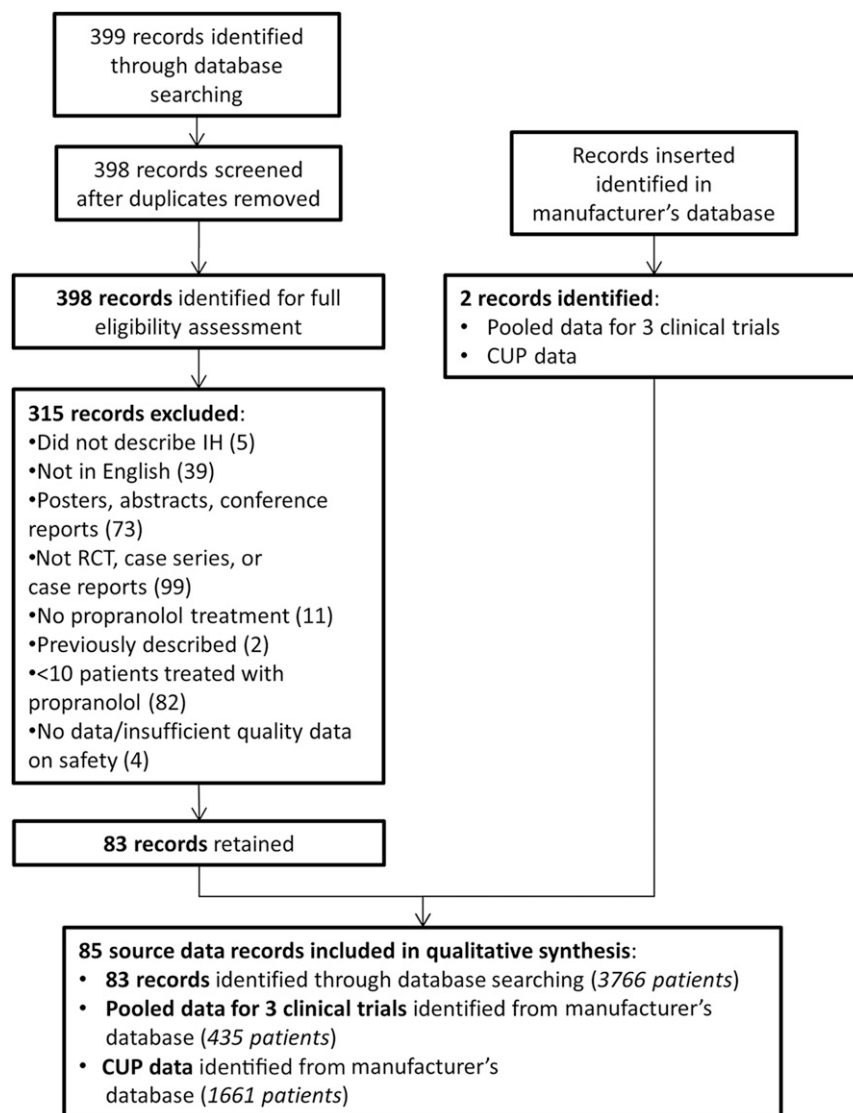 399 records identified
through database
searching
398 records screened
after duplicates removed
398 records identified for full
eligibility assessment
315 records excluded:
•Did not describe IH (5)
•Not in English (39)
•Posters, abstracts, conference
reports (73)
•Not RCT, case series, or
case reports (99)
•No propranolol treatment (11)
•Previously described (2)
•<10 patients treated with
propranolol (82)
•No data/insufficient quality data
on safety (4)
83 records retained
Records inserted
identified in
manufacturer’s database
2 records identified:
• Pooled data for 3 clinical trials
• CUP data
85 source data records included in qualitative synthesis:
• 83 records identified through database searching (3766 patients)
• Pooled data for 3 clinical trials identified from manufacturer’s
database (435 patients)
• CUP data identified from manufacturer’s
database (1661 patients)